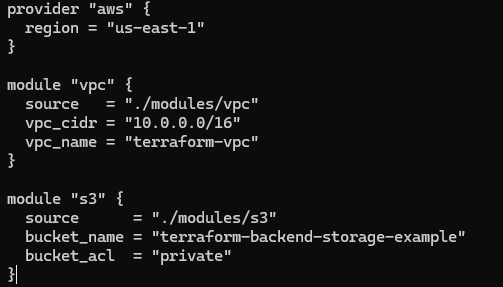 provider "aws" {
  region = "us-east-1"
}

module "vpc" {
  source   = "./modules/vpc"
  vpc_cidr = "10.0.0.0/16"
  vpc_name = "terraform-vpc"
}

module "s3" {
  source      = "./modules/s3"
  bucket_name = "terraform-backend-storage-example"
  bucket_acl  = "private"
}